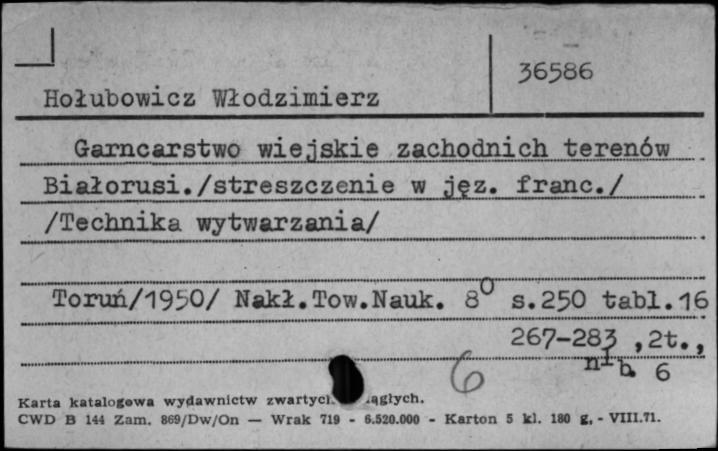 36586
Hołubowicz Włodzimierz
Garncarstwo wiejskie zachodnich terenów
Białorusi./streszczenie w jęz. franc./
/Technika wytwarzania/
Toruń/1950/ Nakł.Tow.Nauk. 8⁰ s.250 tabl.16
267-283 ,2t.,
nlb. 6
6
Karta katalogowa wydawnictw zwartych ciągłych.
CWD B 144 Zam. 869/Dw/On — Wrak 719 - 6.520.000 - Karton 5 kl. 180 g. - VIII.71.